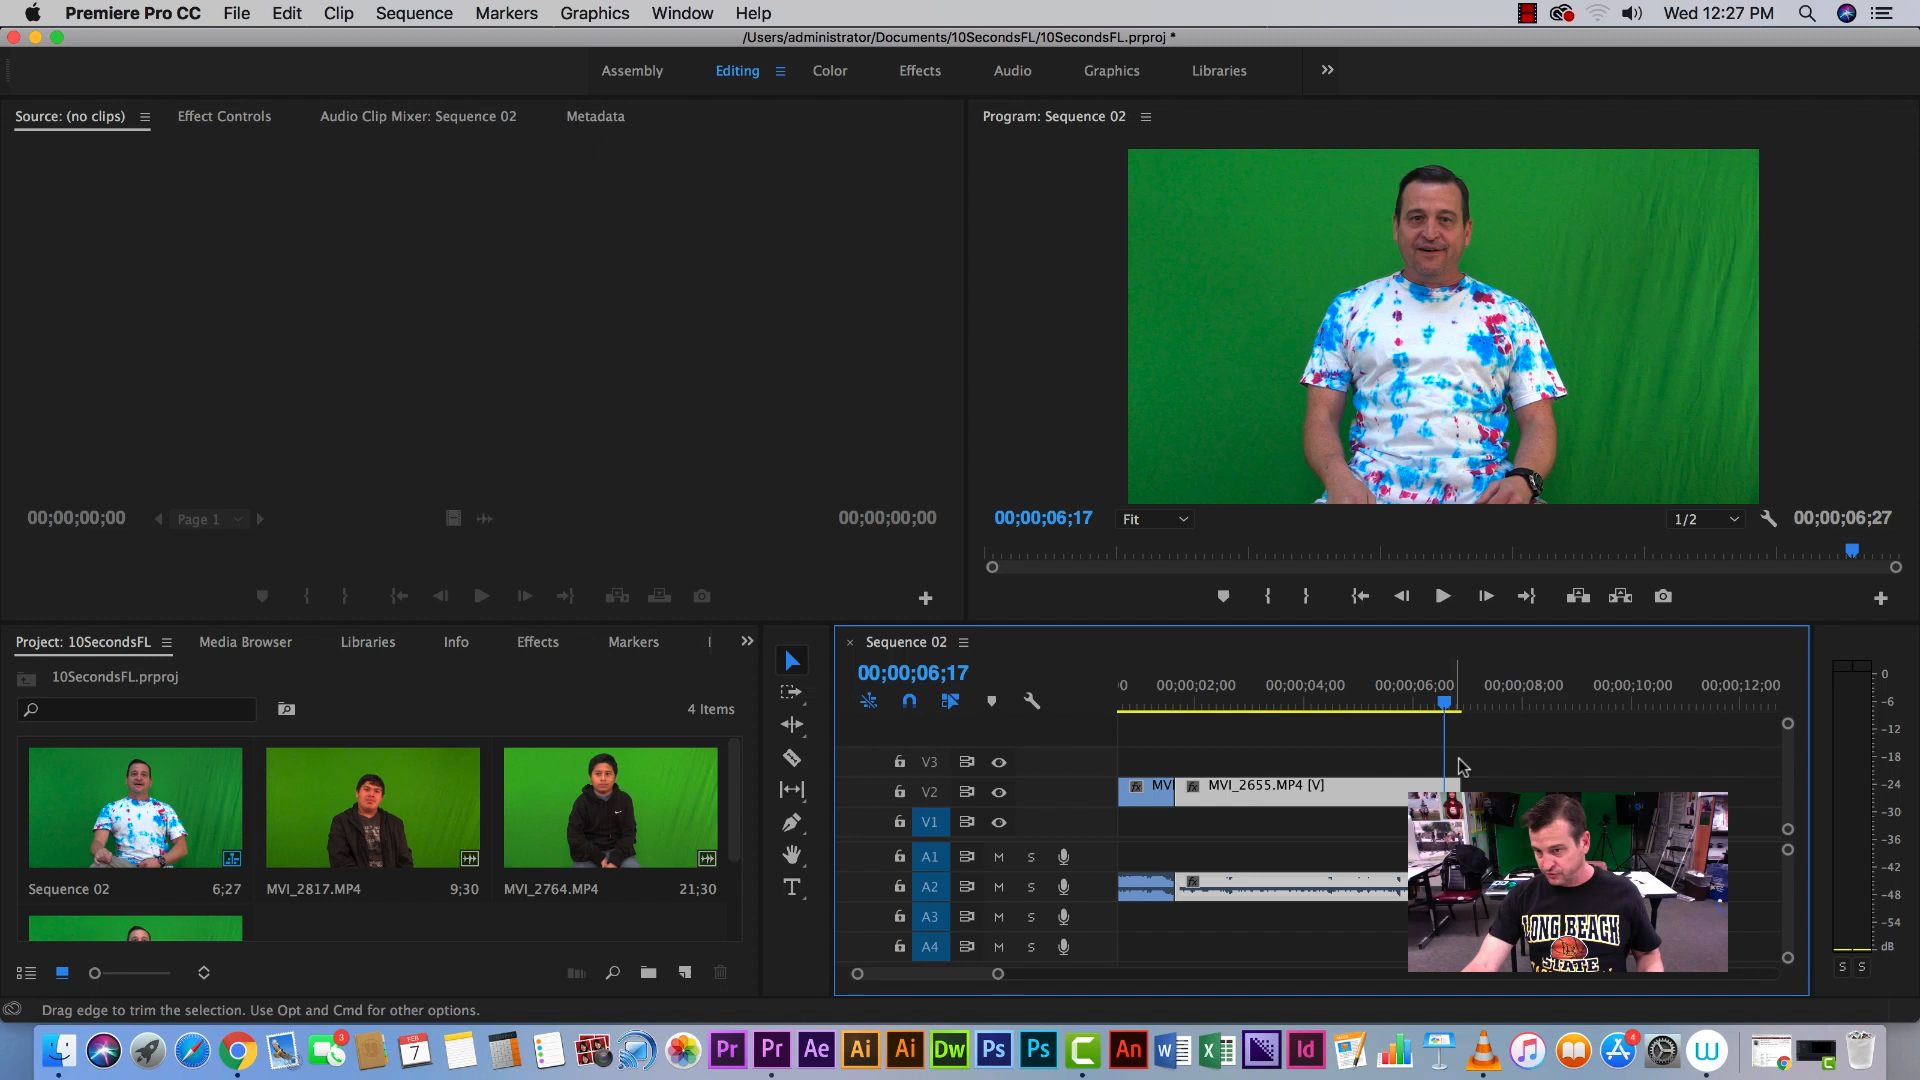 Premiere Pro CC File Edit Clip Sequence Markers Graphics Window Help Wed 12:27 PM
/Users/administrator/Documents/10SecondsFL/10SecondsFL.prproj *
Assembly Editing Color Effects Audio Graphics Libraries
Source: (no clips) Effect Controls Audio Clip Mixer: Sequence 02 Metadata
Program: Sequence 02
00;00;00;00 Page 1 00;00;00;00
00;00;06;17 Fit 1/2 00;00;06;27
Project: 10SecondsFL Media Browser Libraries Info Effects Markers
10SecondsFL.prproj
4 Items
Sequence 02 6;27
MVI_2817.MP4 9;30
MVI_2764.MP4 21;30
Sequence 02
00;00;06;17
00;00;02;00 00;00;04;00 00;00;06;00 00;00;08;00 00;00;10;00 00;00;12;00
V3
V2 MVI MVI_2655.MP4 [V]
V1
A1 M S
A2 M S
A3 M S
A4 M S
0
-6
-12
-18
-24
-30
-36
-42
-48
-54
dB
S S
LONG BEACH
STATE
Drag edge to trim the selection. Use Opt and Cmd for other options.
3 FEB 7 Pr Pr Ae Ai Ai Dw Ps Ps C An W X Id 4